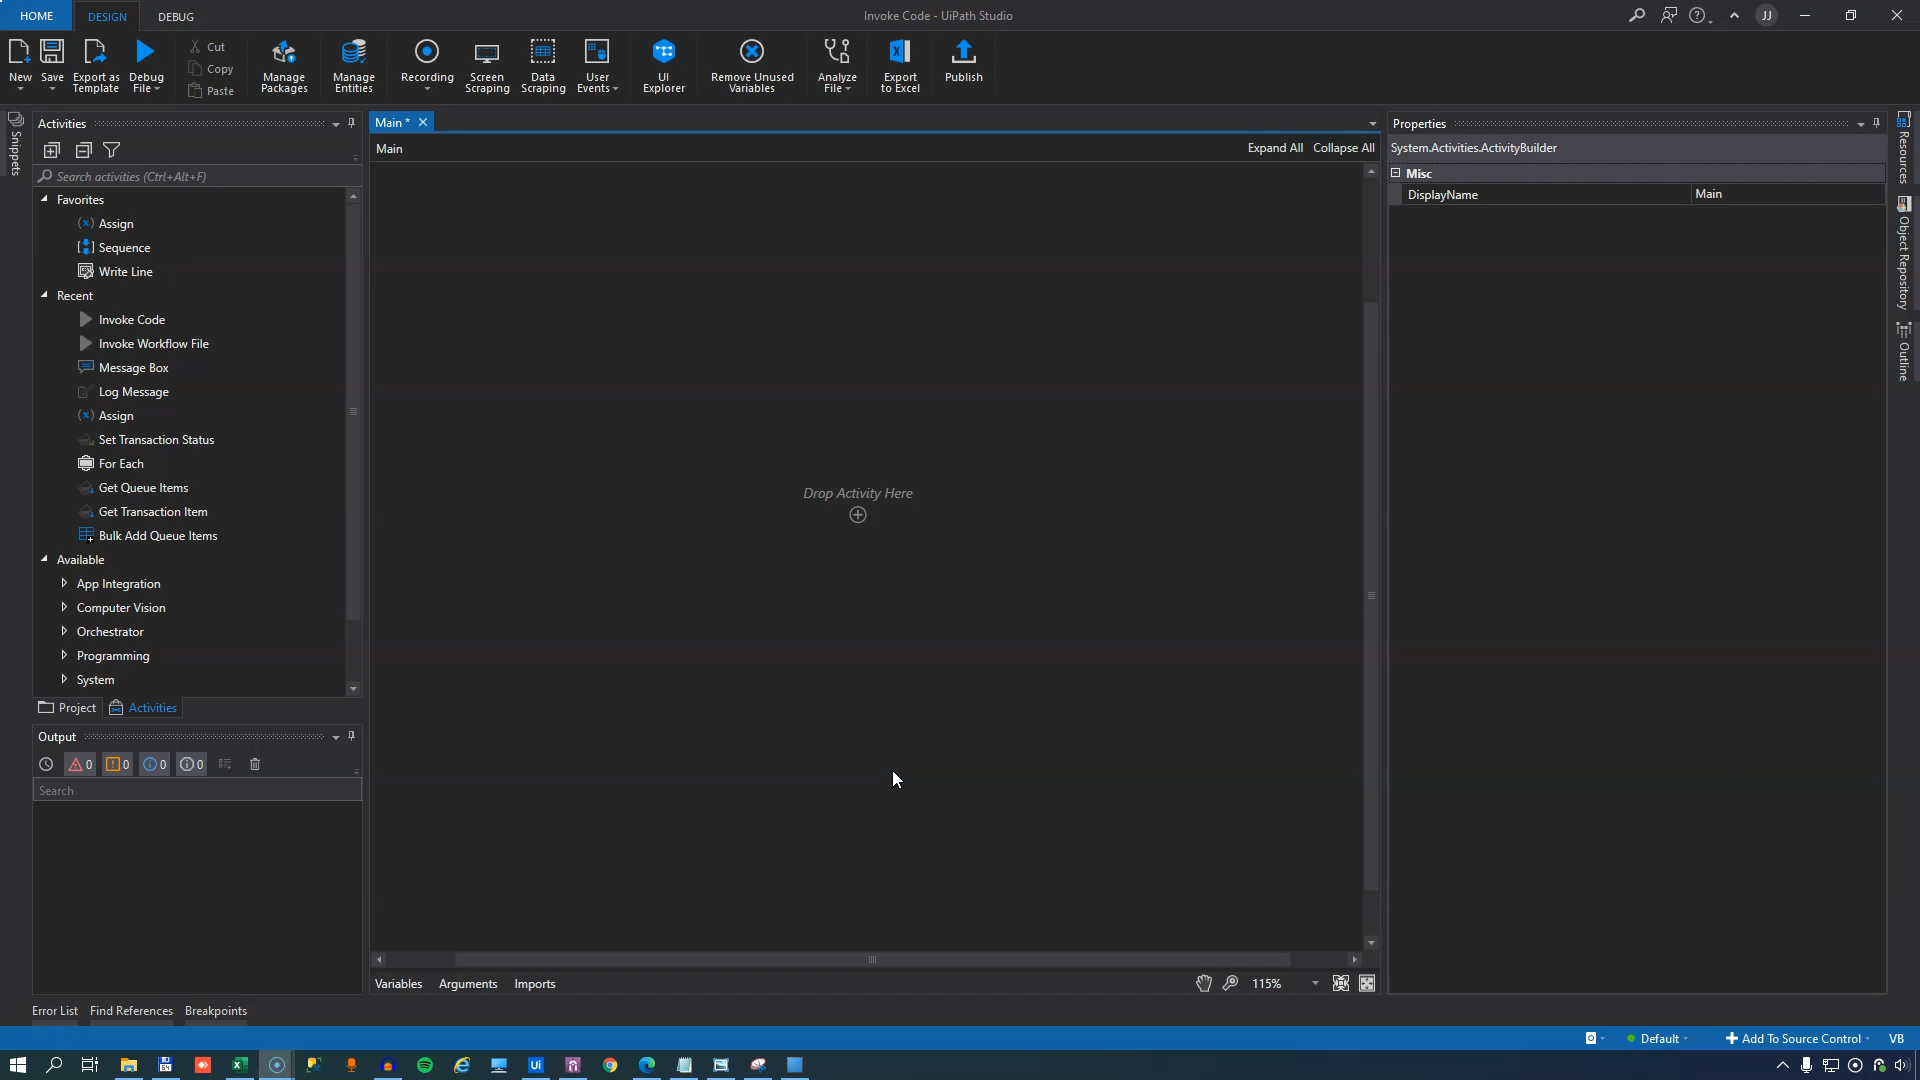 HOME
DESIGN
DEBUG
Invoke Code - UiPath Studio
JJ
New
Save
Export as
Template
Debug
File
Cut
Copy
Paste
Manage
Packages
Manage
Entities
Recording
Screen
Scraping
Data
Scraping
User
Events
UI
Explorer
Remove Unused
Variables
Analyze
File
Export
to Excel
Publish
Snippets
Activities
Search activities (Ctrl+Alt+F)
Favorites
Assign
Sequence
Write Line
Recent
Invoke Code
Invoke Workflow File
Message Box
Log Message
Assign
Set Transaction Status
For Each
Get Queue Items
Get Transaction Item
Bulk Add Queue Items
Available
App Integration
Computer Vision
Orchestrator
Programming
System
Project
Activities
Output
0
0
0
0
Search
Error List
Find References
Breakpoints
Main *
Main
Expand All
Collapse All
Drop Activity Here
Variables
Arguments
Imports
115%
Properties
System.Activities.ActivityBuilder
Misc
DisplayName
Main
Resources
Object Repository
Outline
Default
Add To Source Control
VB
Ui